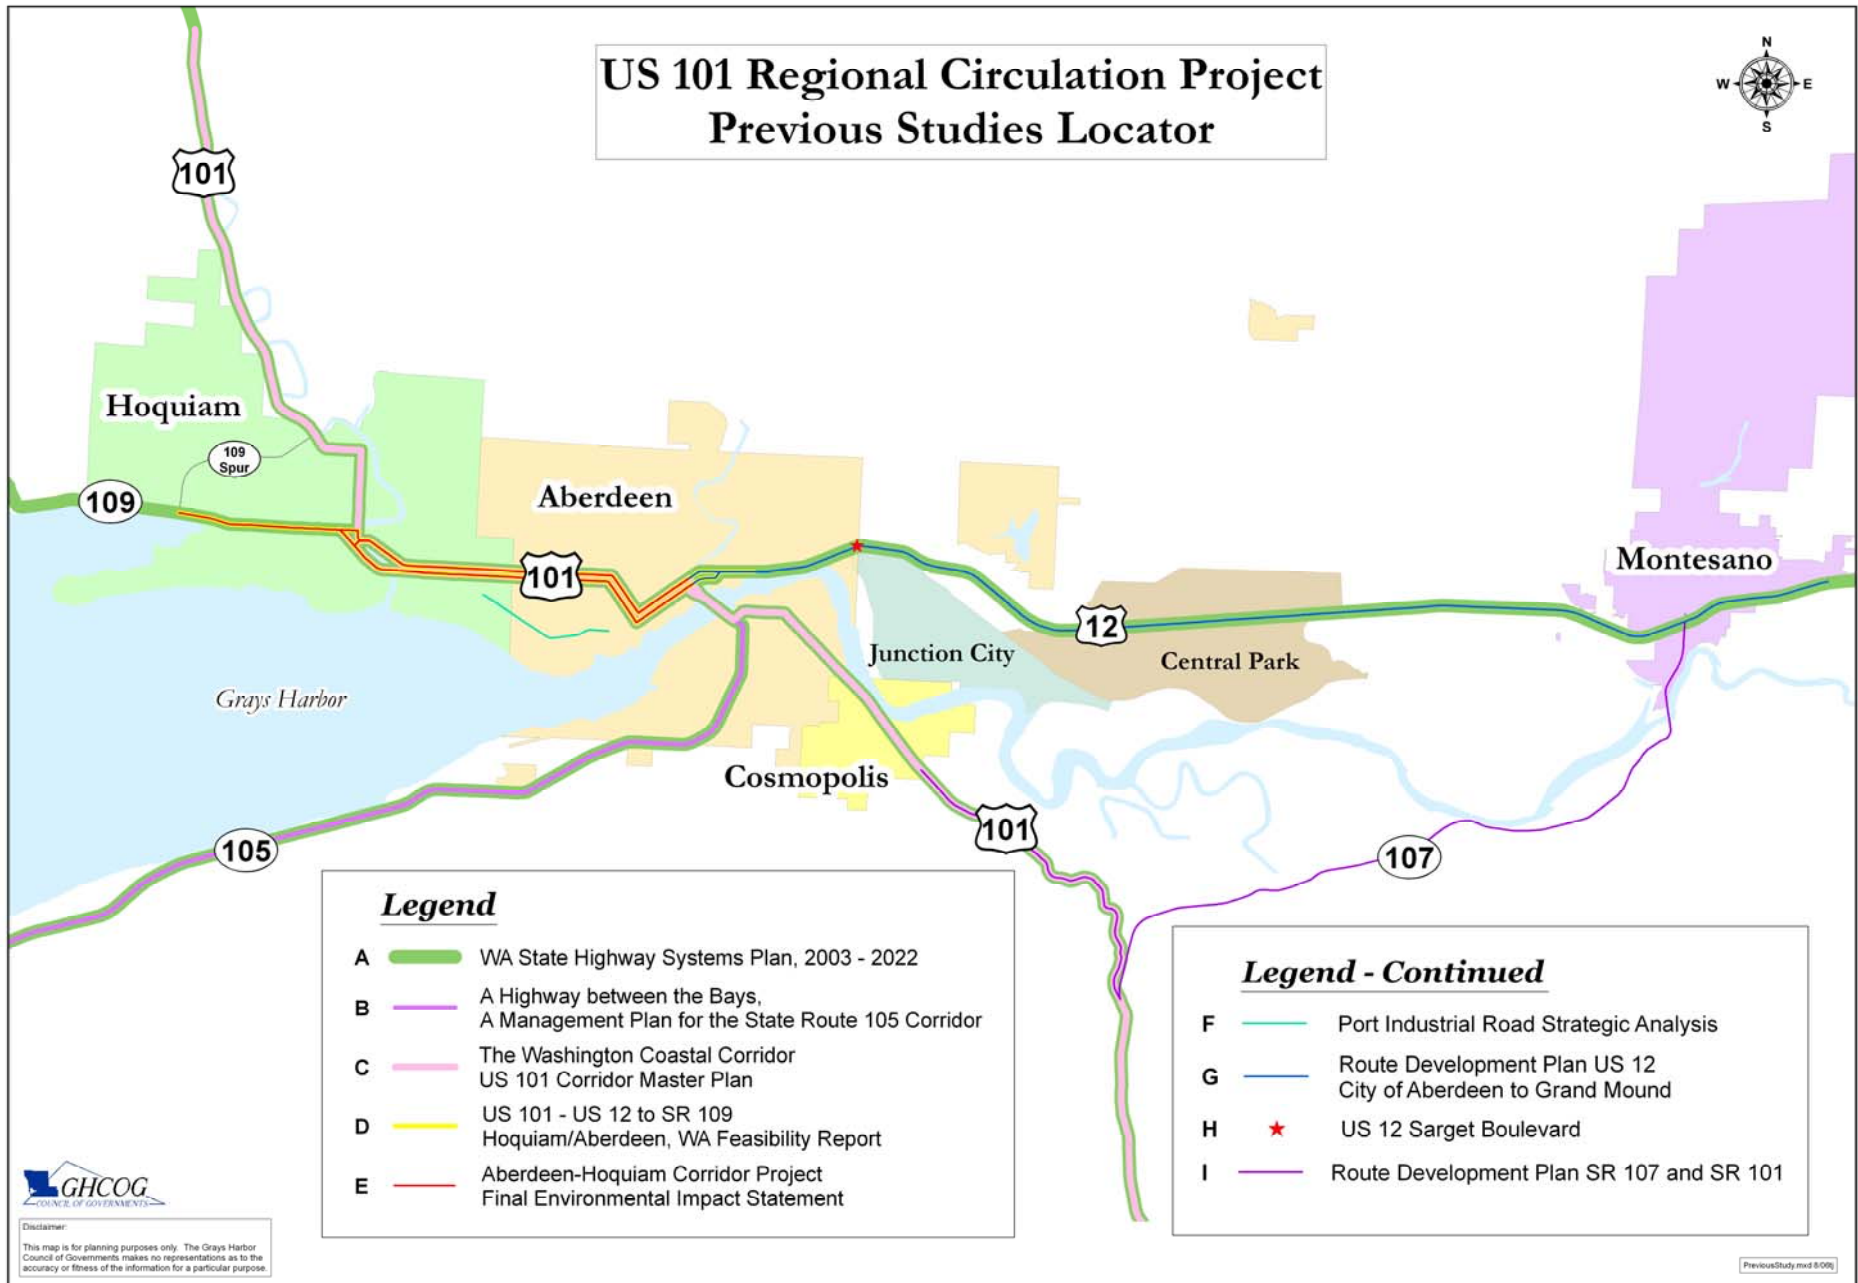 US 101 Regional Circulation Project
Previous Studies Locator
N
W
E
S
101
Hoquiam
109
Spur
109
Aberdeen
101
Montesano
12
Junction City
Central Park
Grays Harbor
Cosmopolis
101
105
107
Legend
A WA State Highway Systems Plan, 2003 - 2022
B A Highway between the Bays,
A Management Plan for the State Route 105 Corridor
C The Washington Coastal Corridor
US 101 Corridor Master Plan
D US 101 - US 12 to SR 109
Hoquiam/Aberdeen, WA Feasibility Report
E Aberdeen-Hoquiam Corridor Project
Final Environmental Impact Statement
Legend - Continued
F Port Industrial Road Strategic Analysis
G Route Development Plan US 12
City of Aberdeen to Grand Mound
H US 12 Sarget Boulevard
I Route Development Plan SR 107 and SR 101
GHCOG
COUNCIL OF GOVERNMENTS
Disclaimer:
This map is for planning purposes only. The Grays Harbor
Council of Governments makes no representations as to the
accuracy or fitness of the information for a particular purpose.
PreviousStudy.mxd 8/06tj